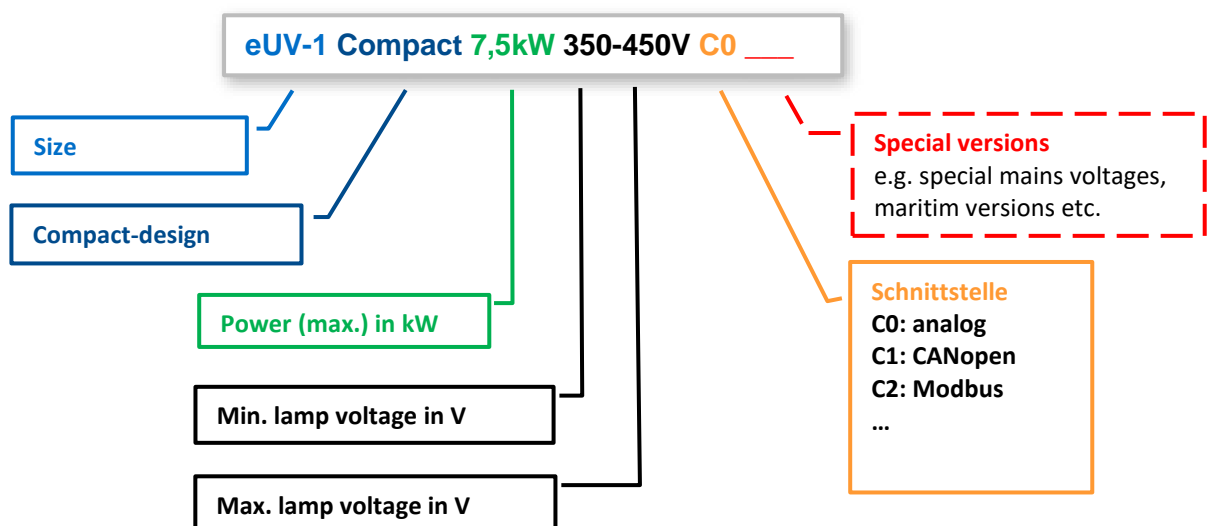 eUV-1 Compact 7,5kW 350-450V C0 ___
Size
Compact-design
Power (max.) in kW
Min. lamp voltage in V
Max. lamp voltage in V
Special versions
e.g. special mains voltages,
maritim versions etc.
Schnittstelle
C0: analog
C1: CANopen
C2: Modbus
…